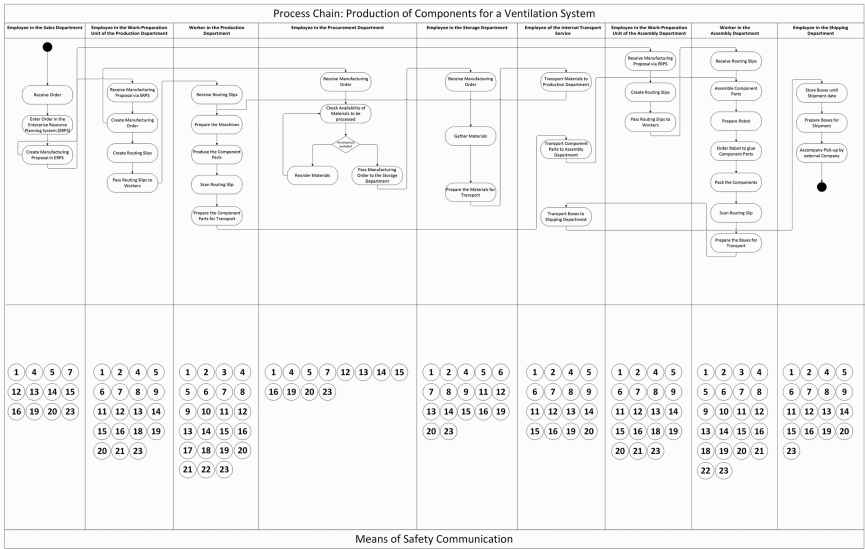 Process Chain: Production of Components for a Ventilation System
Employee in the Sales Department
Employee in the Work-Preparation
Unit of the Production Department
Worker in the Production
Department
Employee in the Procurement Department
Employee in the Storage Department
Employee of the Internal Transport
Service
Employee in the Work-Preparation
Unit of the Assembly Department
Worker in the
Assembly Department
Employee in the Shipping
Department
Receive Order
Enter Order in the
Enterprise Resource
Planning System (ERPS)
Create Manufacturing
Proposal in ERPS
Receive Manufacturing
Proposal via ERPS
Create Manufacturing
Order
Create Routing Slips
Pass Routing Slips to
Workers
Receive Routing Slips
Prepare the Machines
Produce the Component
Parts
Scan Routing Slip
Prepare the Component
Parts for Transport
Receive Manufacturing
Order
Check Availability of
Materials to be
processed
Reorder Materials
Pass Manufacturing
Order to the Storage
Department
Receive Manufacturing
Order
Gather Materials
Prepare the Materials for
Transport
Transport Materials to
Production Department
Transport Component
Parts to Assembly
Department
Transport Boxes to
Shipping Department
Receive Manufacturing
Proposal via ERPS
Create Routing Slips
Pass Routing Slips to
Workers
Receive Routing Slips
Assemble Component
Parts
Prepare Robot
Order Robot to glue
Component Parts
Pack the Components
Scan Routing Slip
Prepare the Boxes for
Transport
Store Boxes until
Shipment date
Prepare Boxes for
Shipment
Accompany Pick-up by
external Company
1 4 5 7
12 13 14 15
16 19 20 23
1 2 4 5
6 7 8 9
11 12 13 14
15 16 18 19
20 21 23
1 2 3 4
5 6 7 8
9 10 11 12
13 14 15 16
17 18 19 20
21 22 23
1 4 5 7 12 13 14 15
16 19 20 23
1 2 4 5 6
7 8 9 11 12
13 14 15 16 19
20 23
1 2 4 5
6 7 8 9
11 12 13 14
15 16 19 20
1 2 4 5
6 7 8 9
11 12 13 14
15 16 18 19
20 21 23
1 2 3 4
5 6 7 8
9 10 11 12
13 14 15 16
18 19 20 21
22 23
1 2 4 5
6 7 8 9
11 12 13 14
15 16 19 20
23
Means of Safety Communication